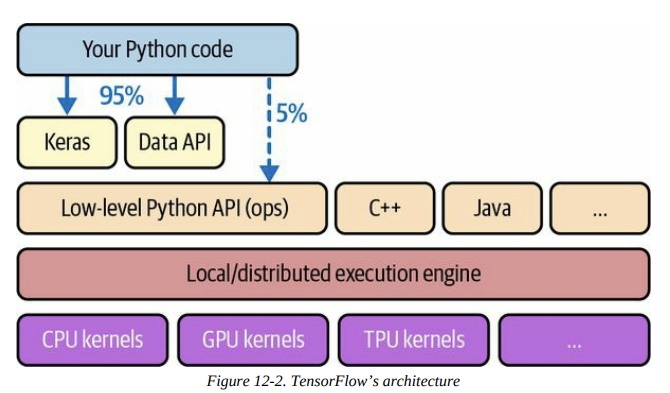 Your Python code
95%
5%
Keras
Data API
Low-level Python API (ops)
C++
Java
...
Local/distributed execution engine
CPU kernels
GPU kernels
TPU kernels
...
Figure 12-2. TensorFlow’s architecture